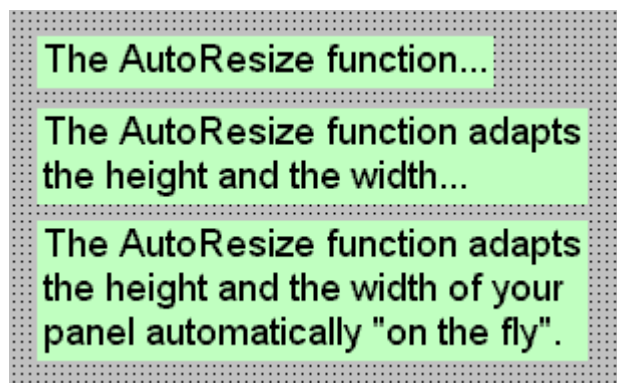 The AutoResize function...
The AutoResize function adapts
the height and the width...
The AutoResize function adapts
the height and the width of your
panel automatically "on the fly".